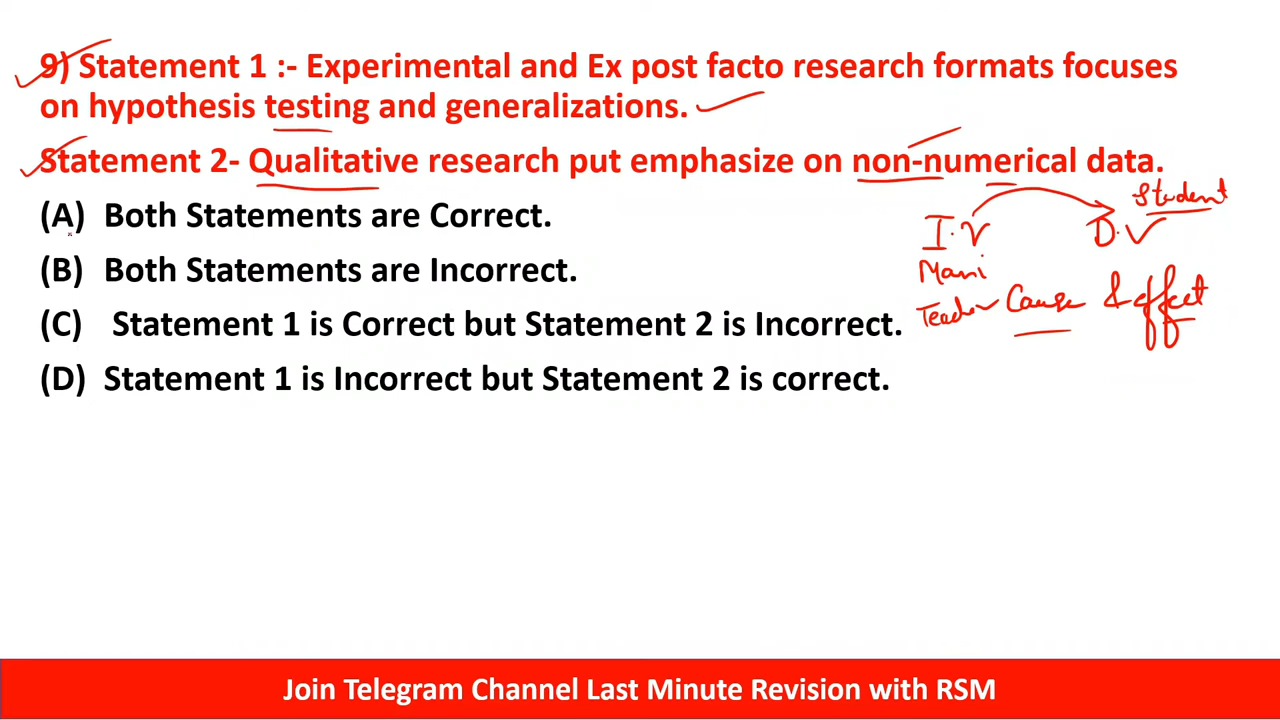 9) Statement 1 :- Experimental and Ex post facto research formats focuses
on hypothesis testing and generalizations.
Statement 2- Qualitative research put emphasize on non-numerical data.
(A) Both Statements are Correct.
(B) Both Statements are Incorrect.
(C) Statement 1 is Correct but Statement 2 is Incorrect.
(D) Statement 1 is Incorrect but Statement 2 is correct.
Student
I.V D.V
Mani
Teacher Cause & effect
Join Telegram Channel Last Minute Revision with RSM